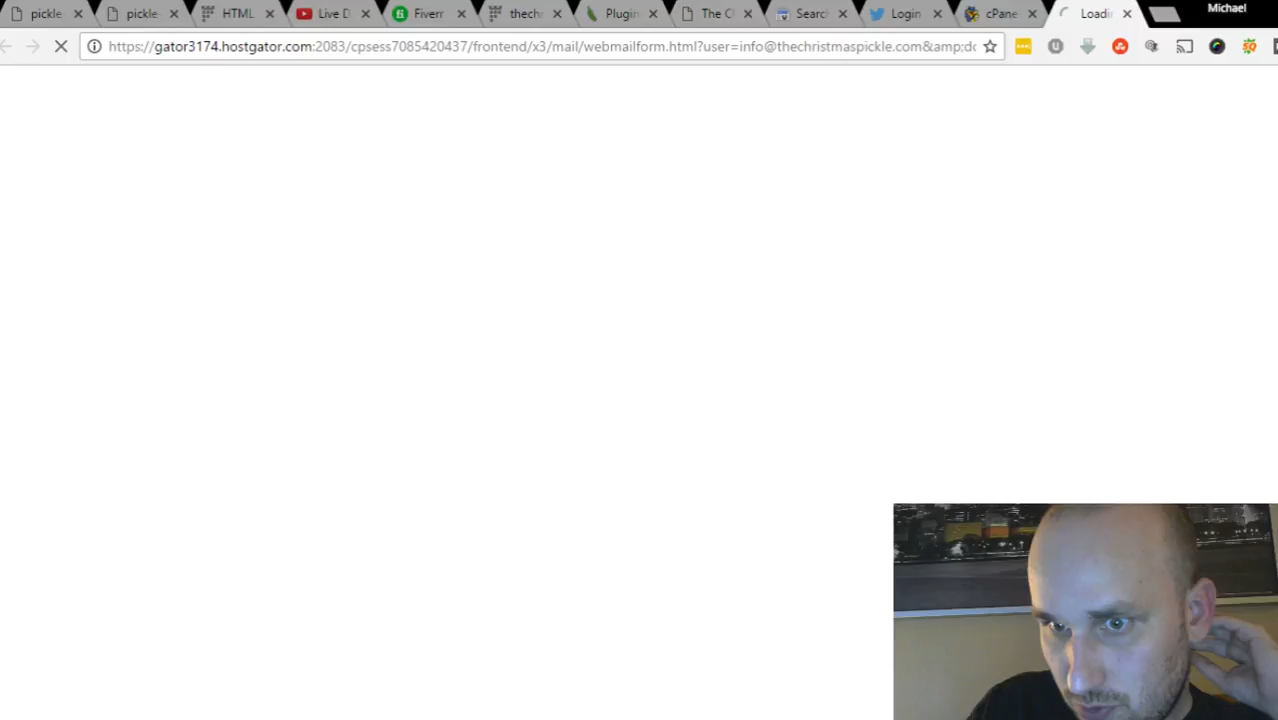 pickle pickle HTML Live D Fiverr thechr Plugin The C Search Login cPane Loadi Michael
https://gator3174.hostgator.com:2083/cpsess7085420437/frontend/x3/mail/webmailform.html?user=info@thechristmaspickle.com&amp;dc